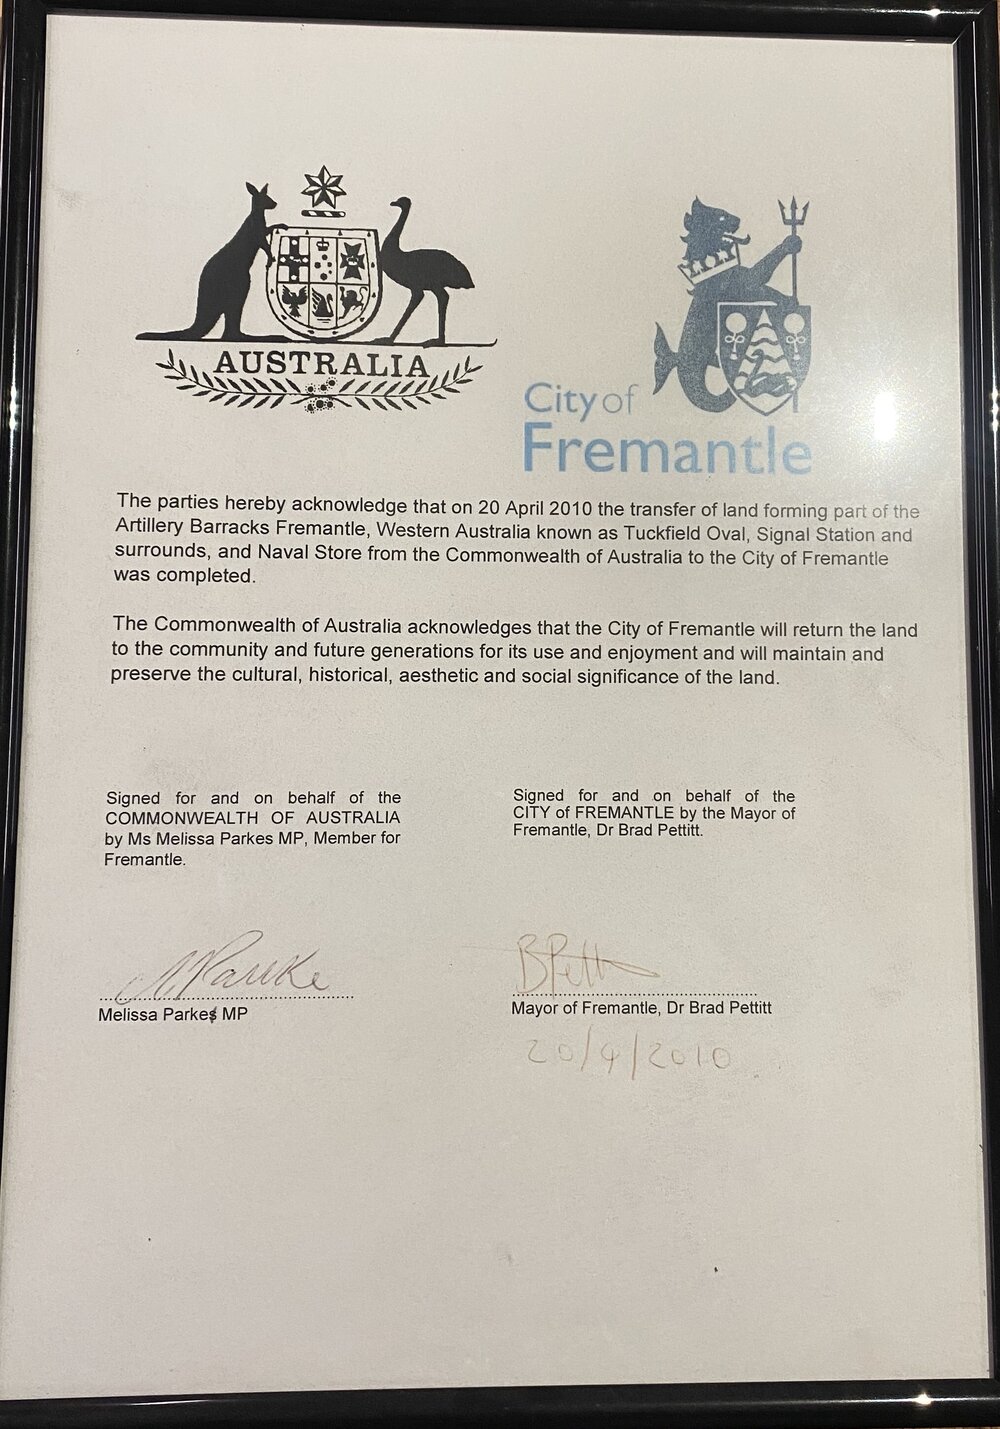 AUSTRALIA
City of
Fremantle
The parties hereby acknowledge that on 20 April 2010 the transfer of land forming part of the
Artillery Barracks Fremantle, Western Australia known as Tuckfield Oval, Signal Station and
surrounds, and Naval Store from the Commonwealth of Australia to the City of Fremantle
was completed.
The Commonwealth of Australia acknowledges that the City of Fremantle will return the land
to the community and future generations for its use and enjoyment and will maintain and
preserve the cultural, historical, aesthetic and social significance of the land.
Signed for and on behalf of the
COMMONWEALTH OF AUSTRALIA
by Ms Melissa Parkes MP, Member for
Fremantle.
M Parke
Melissa Parkes MP
Signed for and on behalf of the
CITY of FREMANTLE by the Mayor of
Fremantle, Dr Brad Pettitt.
B Pett
Mayor of Fremantle, Dr Brad Pettitt
20/4/2010